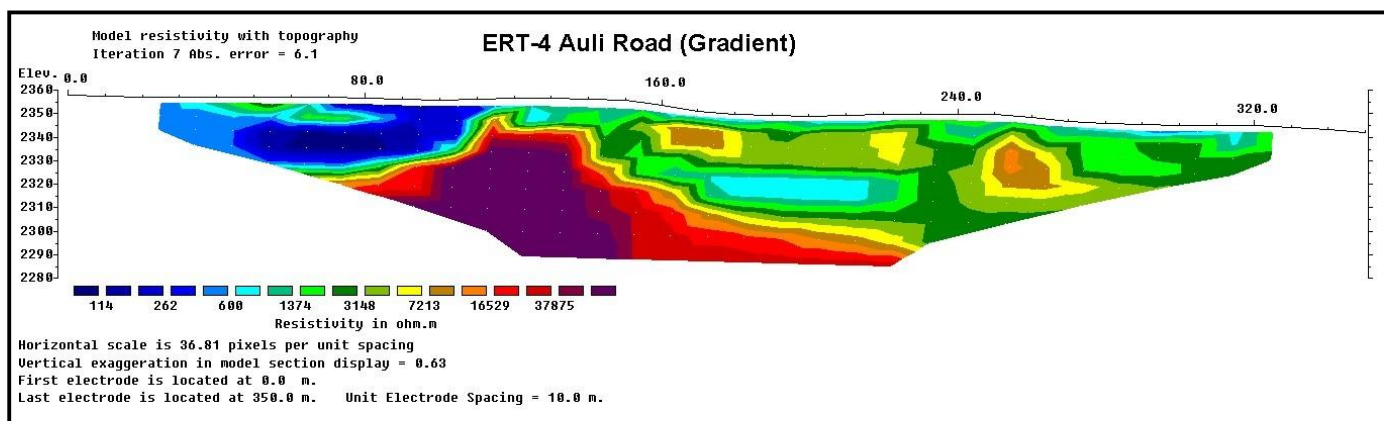 Model resistivity with topography
Iteration 7 Abs. error = 6.1
ERT-4 Auli Road (Gradient)
Elev. 0.0 80.0 160.0 240.0 320.0
2360
2350
2340
2330
2320
2310
2300
2290
2280
114 262 600 1374 3148 7213 16529 37875
Resistivity in ohm.m
Horizontal scale is 36.81 pixels per unit spacing
Vertical exaggeration in model section display = 0.63
First electrode is located at 0.0 m.
Last electrode is located at 350.0 m. Unit Electrode Spacing = 10.0 m.